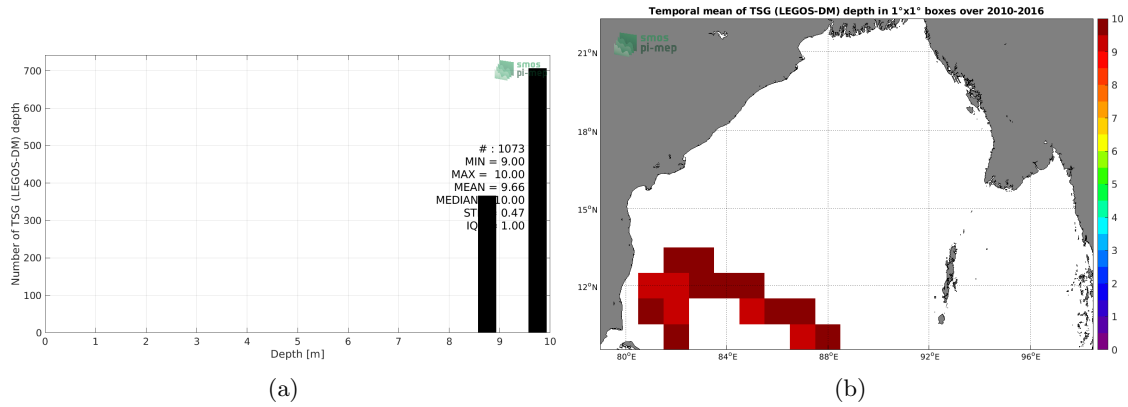 smos
pi-mep
700
600
500
400
300
200
100
0
Number of TSG (LEGOS-DM) depth
# : 1073
MIN = 9.00
MAX = 10.00
MEAN = 9.66
MEDIAN 10.00
ST 0.47
IQ 1.00
0 1 2 3 4 5 6 7 8 9 10
Depth [m]
(a)
Temporal mean of TSG (LEGOS-DM) depth in 1°x1° boxes over 2010-2016
smos
pi-mep
21°N
18°N
15°N
12°N
80°E 84°E 88°E 92°E 96°E
10
9
8
7
6
5
4
3
2
1
0
(b)